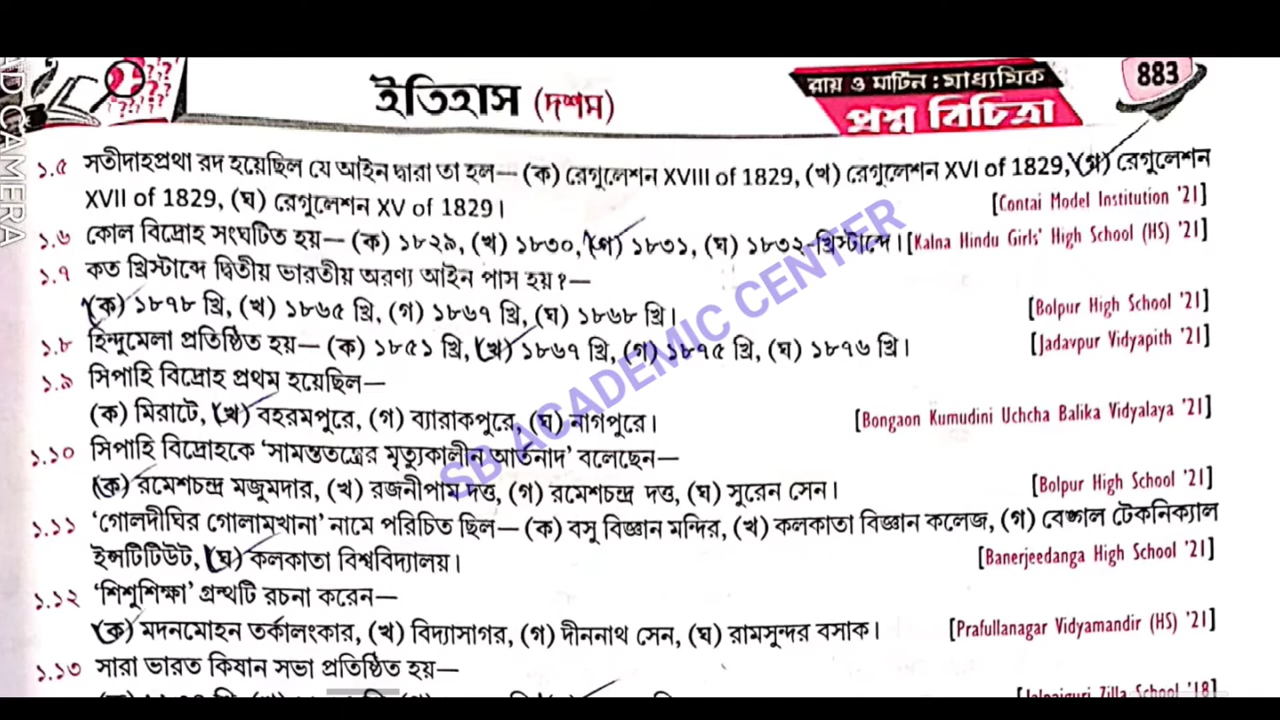 ED CAMERA
ইতিহাস (দশম)
রায় ও মার্টিন : মাধ্যমিক
প্রশ্ন বিচিত্রা
883
১.৫ সতীদাহপ্রথা রদ হয়েছিল যে আইন দ্বারা তা হল— (ক) রেগুলেশন XVIII of 1829, (খ) রেগুলেশন XVI of 1829, (গ) রেগুলেশন
XVII of 1829, (ঘ) রেগুলেশন XV of 1829। [Contai Model Institution '21]
১.৬ কোল বিদ্রোহ সংঘটিত হয়— (ক) ১৮২৯, (খ) ১৮৩০, (গ) ১৮৩১, (ঘ) ১৮৩২-খ্রিস্টাব্দে। [Kalna Hindu Girls' High School (HS) '21]
১.৭ কত খ্রিস্টাব্দে দ্বিতীয় ভারতীয় অরণ্য আইন পাস হয়?—
(ক) ১৮৭৮ খ্রি, (খ) ১৮৬৫ খ্রি, (গ) ১৮৬৭ খ্রি, (ঘ) ১৮৬৮ খ্রি। [Bolpur High School '21]
১.৮ হিন্দুমেলা প্রতিষ্ঠিত হয়— (ক) ১৮৫১ খ্রি, (খ) ১৮৬৭ খ্রি, (গ) ১৮৭৫ খ্রি, (ঘ) ১৮৭৬ খ্রি। [Jadavpur Vidyapith '21]
১.৯ সিপাহি বিদ্রোহ প্রথম হয়েছিল—
(ক) মিরাটে, (খ) বহরমপুরে, (গ) ব্যারাকপুরে, (ঘ) নাগপুরে। [Bongaon Kumudini Uchcha Balika Vidyalaya '21]
১.১০ সিপাহি বিদ্রোহকে 'সামন্ততন্ত্রের মৃত্যুকালীন আর্তনাদ' বলেছেন—
(ক) রমেশচন্দ্র মজুমদার, (খ) রজনীপাম দত্ত, (গ) রমেশচন্দ্র দত্ত, (ঘ) সুরেন সেন। [Bolpur High School '21]
১.১১ 'গোলদীঘির গোলামখানা' নামে পরিচিত ছিল— (ক) বসু বিজ্ঞান মন্দির, (খ) কলকাতা বিজ্ঞান কলেজ, (গ) বেঙ্গল টেকনিক্যাল
ইন্সটিটিউট, (ঘ) কলকাতা বিশ্ববিদ্যালয়। [Banerjeedanga High School '21]
১.১২ 'শিশুশিক্ষা' গ্রন্থটি রচনা করেন—
(ক) মদনমোহন তর্কালংকার, (খ) বিদ্যাসাগর, (গ) দীননাথ সেন, (ঘ) রামসুন্দর বসাক। [Prafullanagar Vidyamandir (HS) '21]
১.১৩ সারা ভারত কিষান সভা প্রতিষ্ঠিত হয়—
[Jalpaiguri Zilla School '18]
SB ACADEMIC CENTER